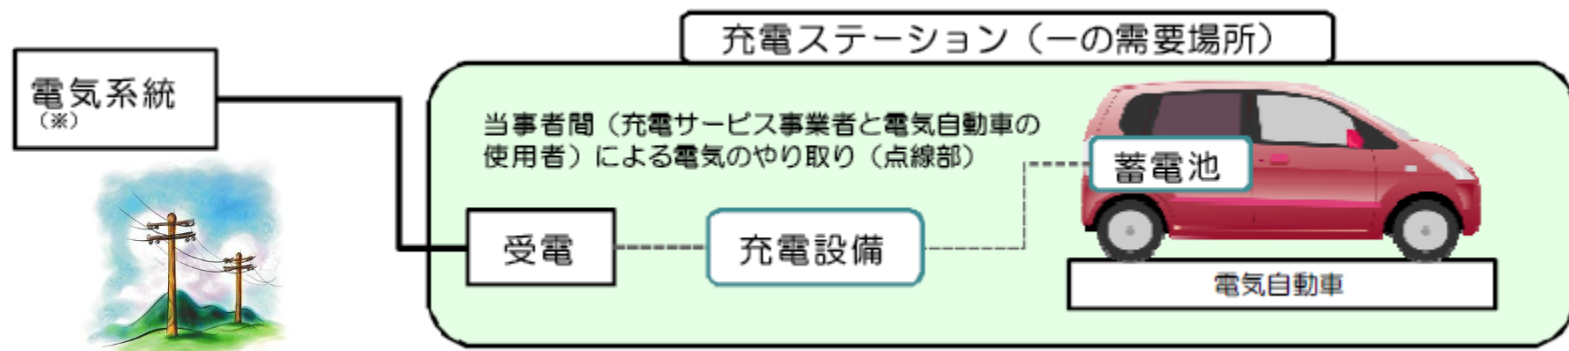 充電ステーション（一の需要場所）
電気系統
（※）
当事者間（充電サービス事業者と電気自動車の
使用者）による電気のやり取り（点線部）
蓄電池
受電
充電設備
電気自動車